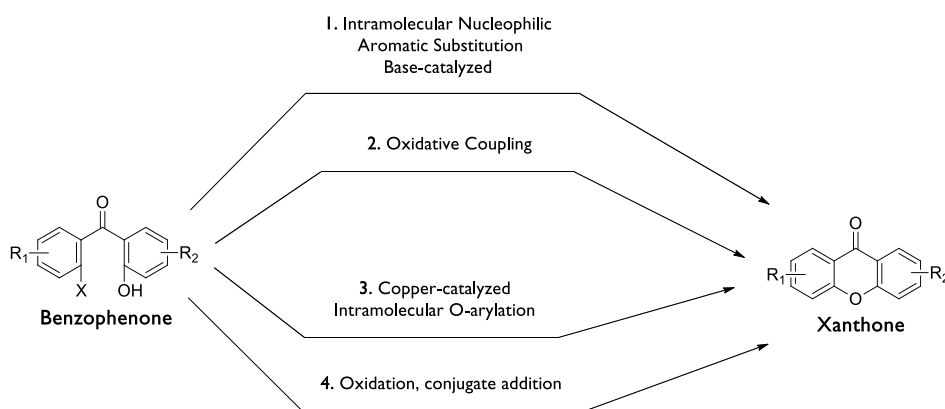 1. Intramolecular Nucleophilic
Aromatic Substitution
Base-catalyzed
2. Oxidative Coupling
O
R1
R2
X
OH
Benzophenone
O
R1
R2
O
Xanthone
3. Copper-catalyzed
Intramolecular O-arylation
4. Oxidation, conjugate addition